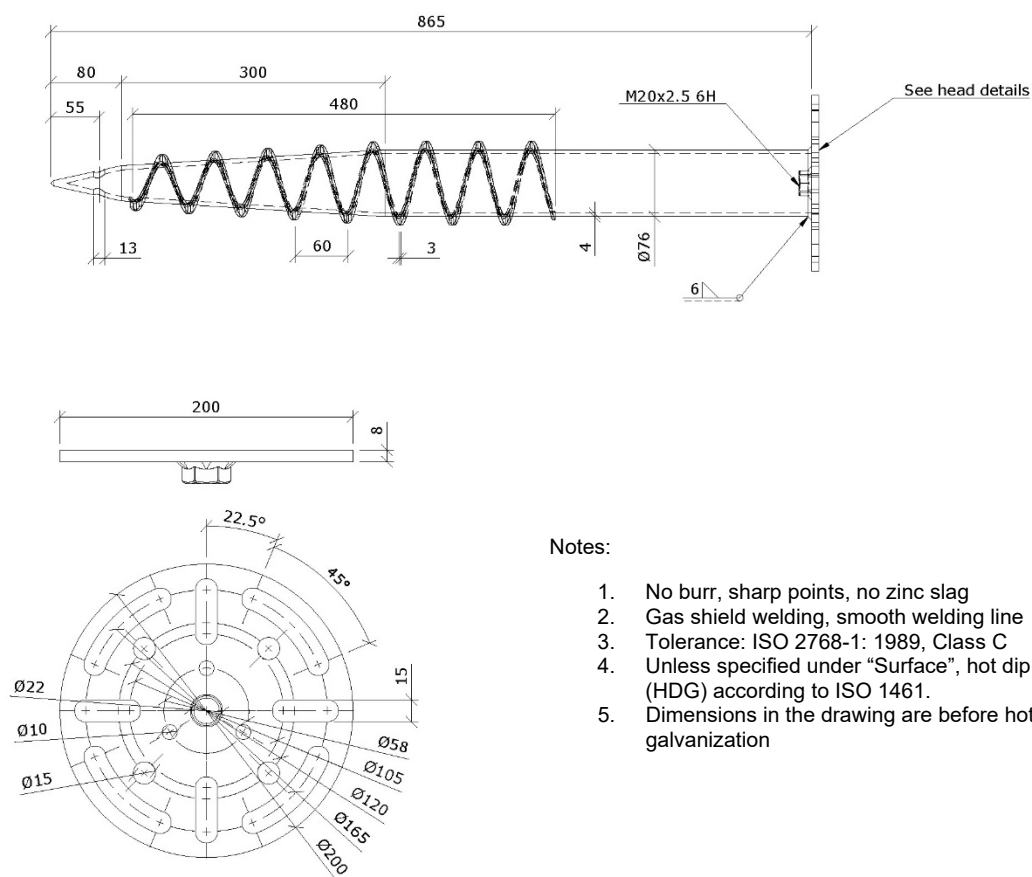 865
80
300
55
480
M20x2.5 6H
See head details
13
60
3
4
Ø76
6
200
8
22.5°
45°
15
Ø22
Ø10
Ø15
Ø58
Ø105
Ø120
Ø165
Ø200
Notes:
1. No burr, sharp points, no zinc slag
2. Gas shield welding, smooth welding line
3. Tolerance: ISO 2768-1: 1989, Class C
4. Unless specified under “Surface”, hot dip
(HDG) according to ISO 1461.
5. Dimensions in the drawing are before hot
galvanization